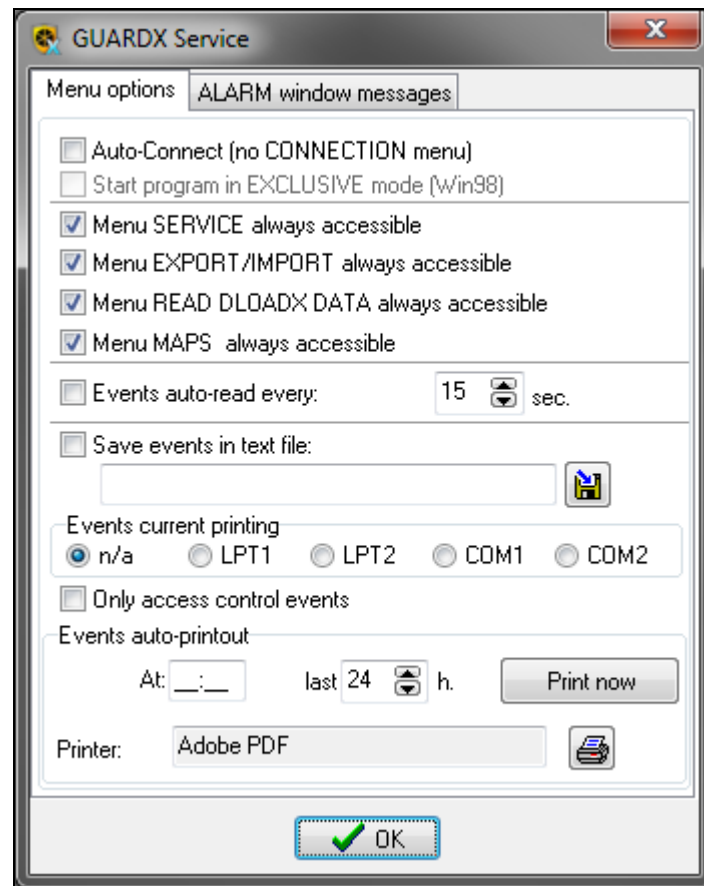 GUARDX Service
Menu options ALARM window messages
Auto-Connect (no CONNECTION menu)
Start program in EXCLUSIVE mode (Win98)
Menu SERVICE always accessible
Menu EXPORT/IMPORT always accessible
Menu READ DLOADX DATA always accessible
Menu MAPS always accessible
Events auto-read every: 15 sec.
Save events in text file:
Events current printing
n/a LPT1 LPT2 COM1 COM2
Only access control events
Events auto-printout
At: __:__ last 24 h. Print now
Printer: Adobe PDF
OK